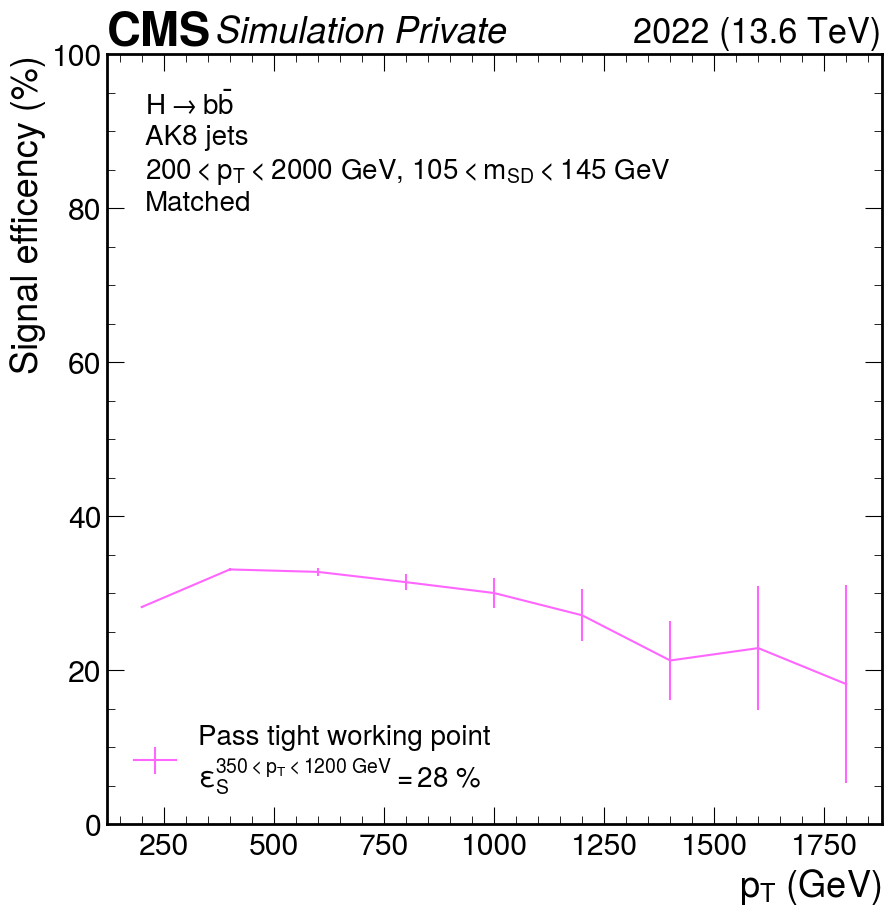 CMS Simulation Private 2022 (13.6 TeV)
Signal efficency (%)
100
80
60
40
20
0
H → bb̄
AK8 jets
200 < p_T < 2000 GeV, 105 < m_SD < 145 GeV
Matched
Pass tight working point
ε_S^{350 < p_T < 1200 GeV} = 28 %
250 500 750 1000 1250 1500 1750
p_T (GeV)